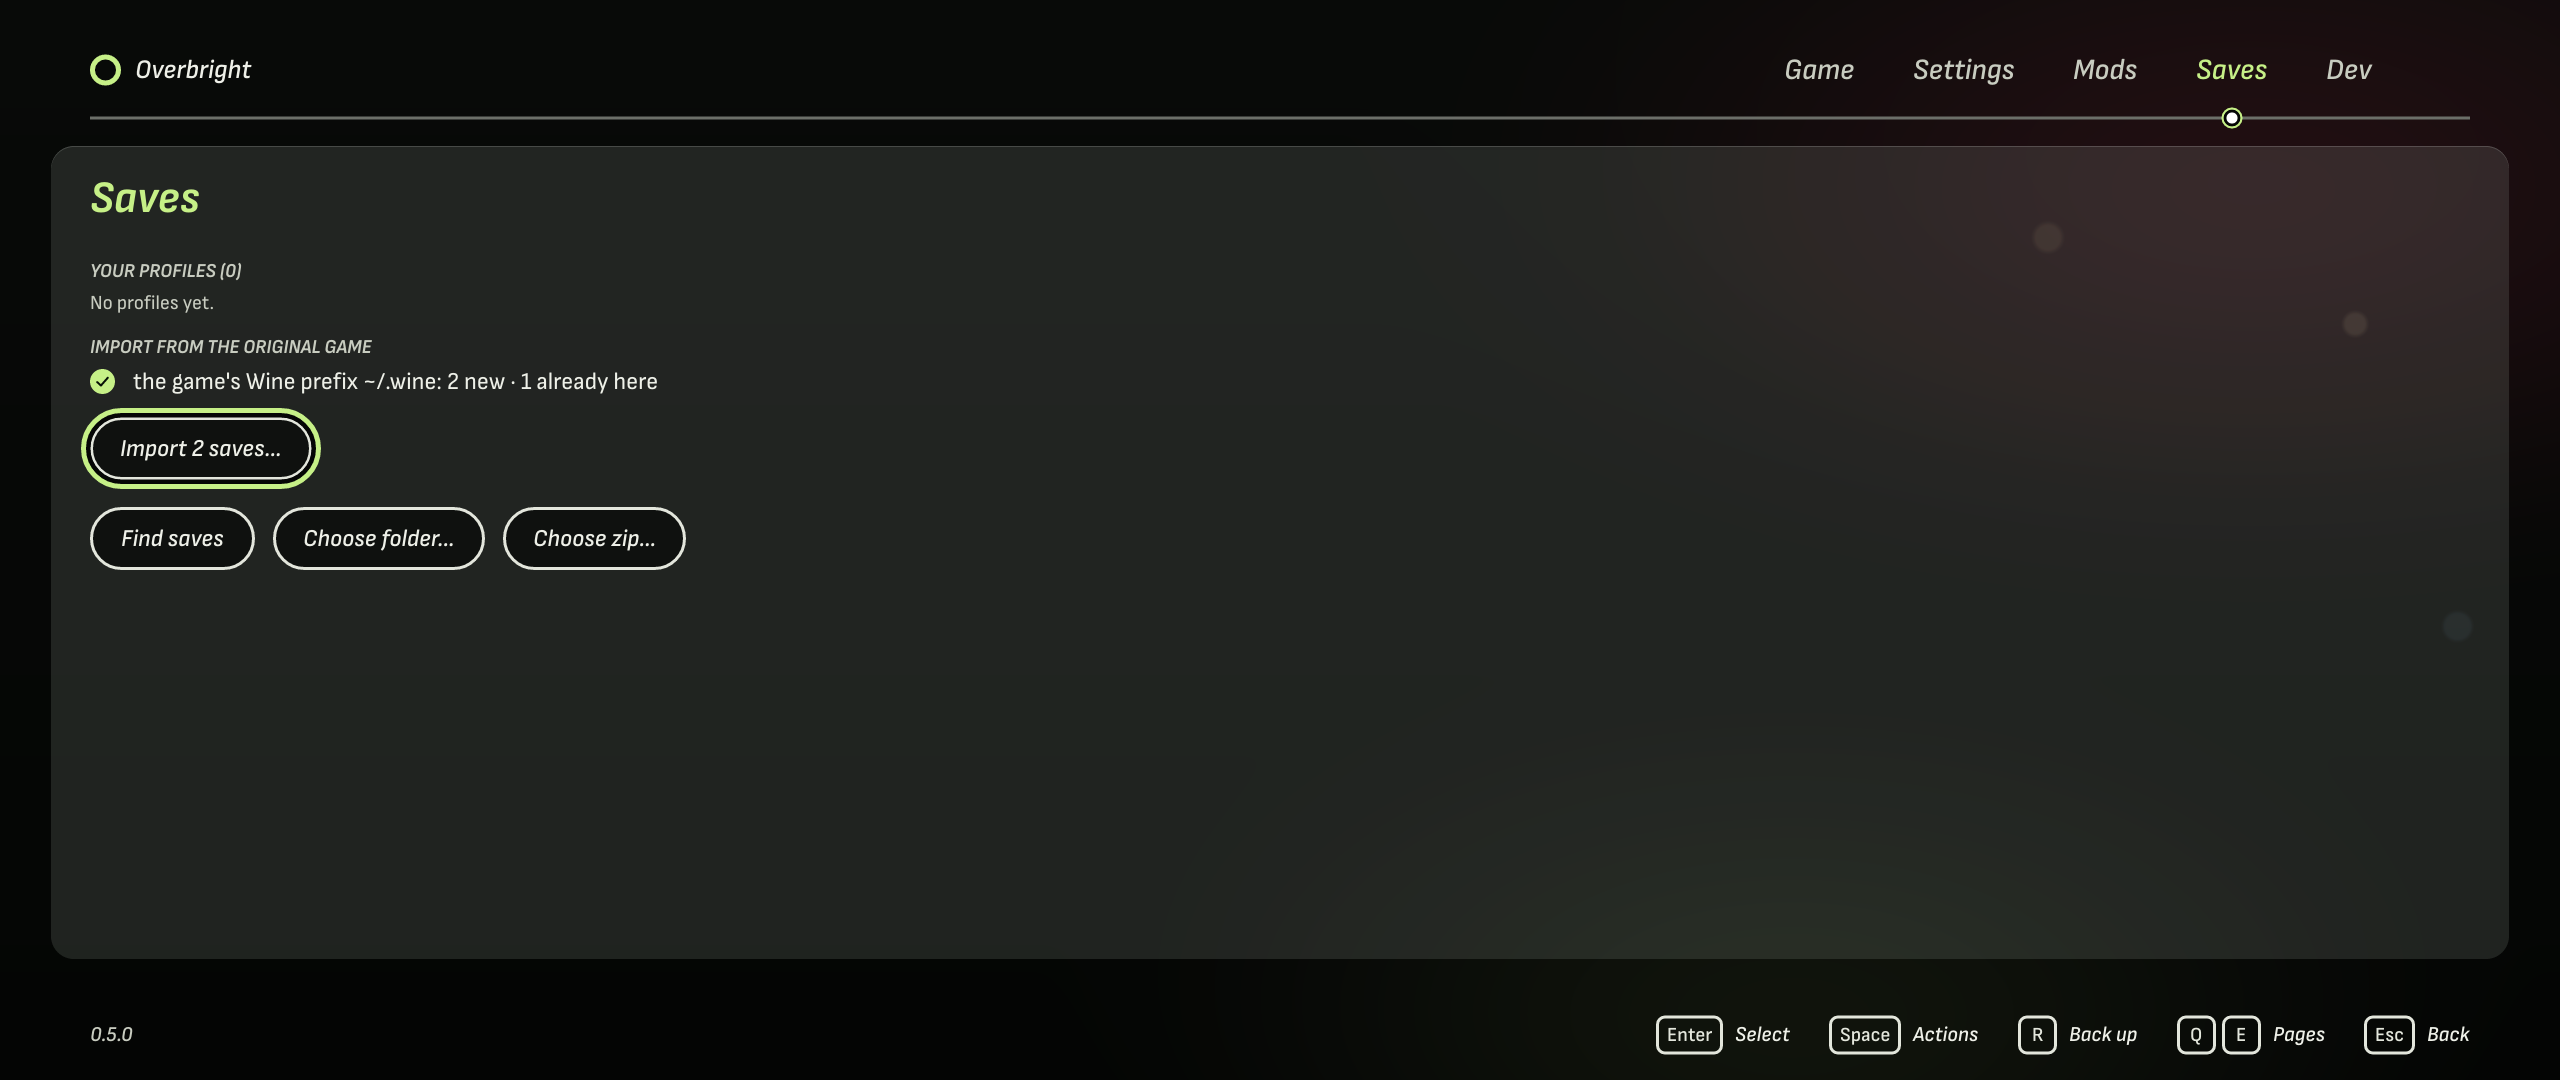 Overbright
Game Settings Mods Saves Dev
Saves
YOUR PROFILES (0)
No profiles yet.
IMPORT FROM THE ORIGINAL GAME
the game's Wine prefix ~/.wine: 2 new · 1 already here
Import 2 saves...
Find saves Choose folder... Choose zip...
0.5.0 Enter Select Space Actions R Back up Q E Pages Esc Back